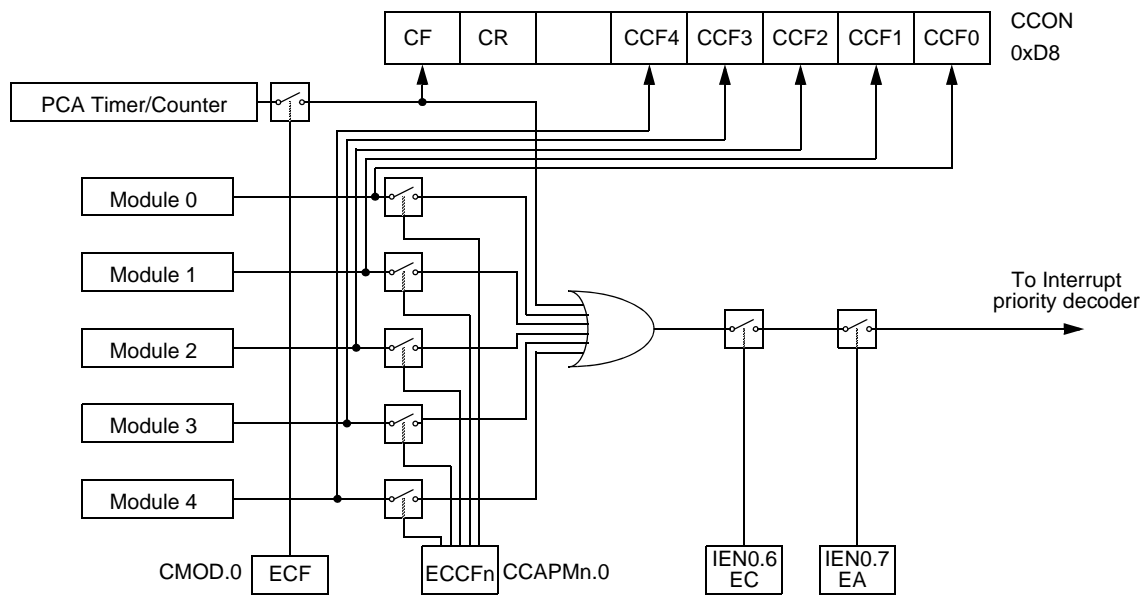 CF CR CCF4 CCF3 CCF2 CCF1 CCF0
CCON
0xD8
PCA Timer/Counter
Module 0
Module 1
Module 2
Module 3
Module 4
To Interrupt
priority decoder
CMOD.0 ECF
ECCFn CCAPMn.0
IEN0.6
EC
IEN0.7
EA